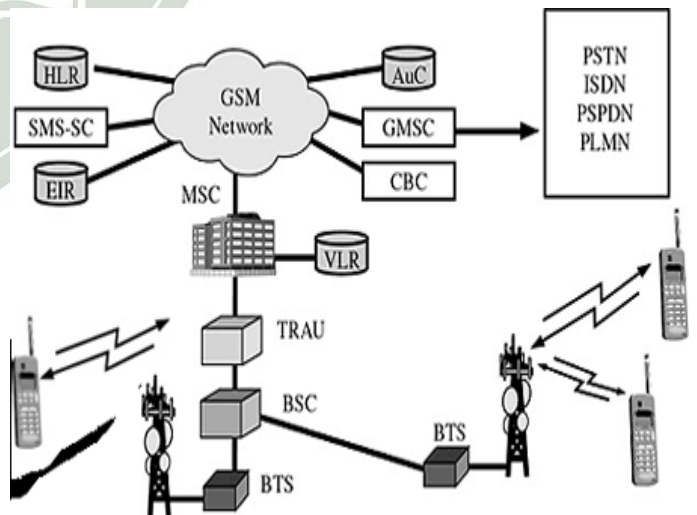 HLR
SMS-SC
EIR
GSM
Network
AuC
GMSC
CBC
PSTN
ISDN
PSPDN
PLMN
MSC
VLR
TRAU
BSC
BTS
BTS